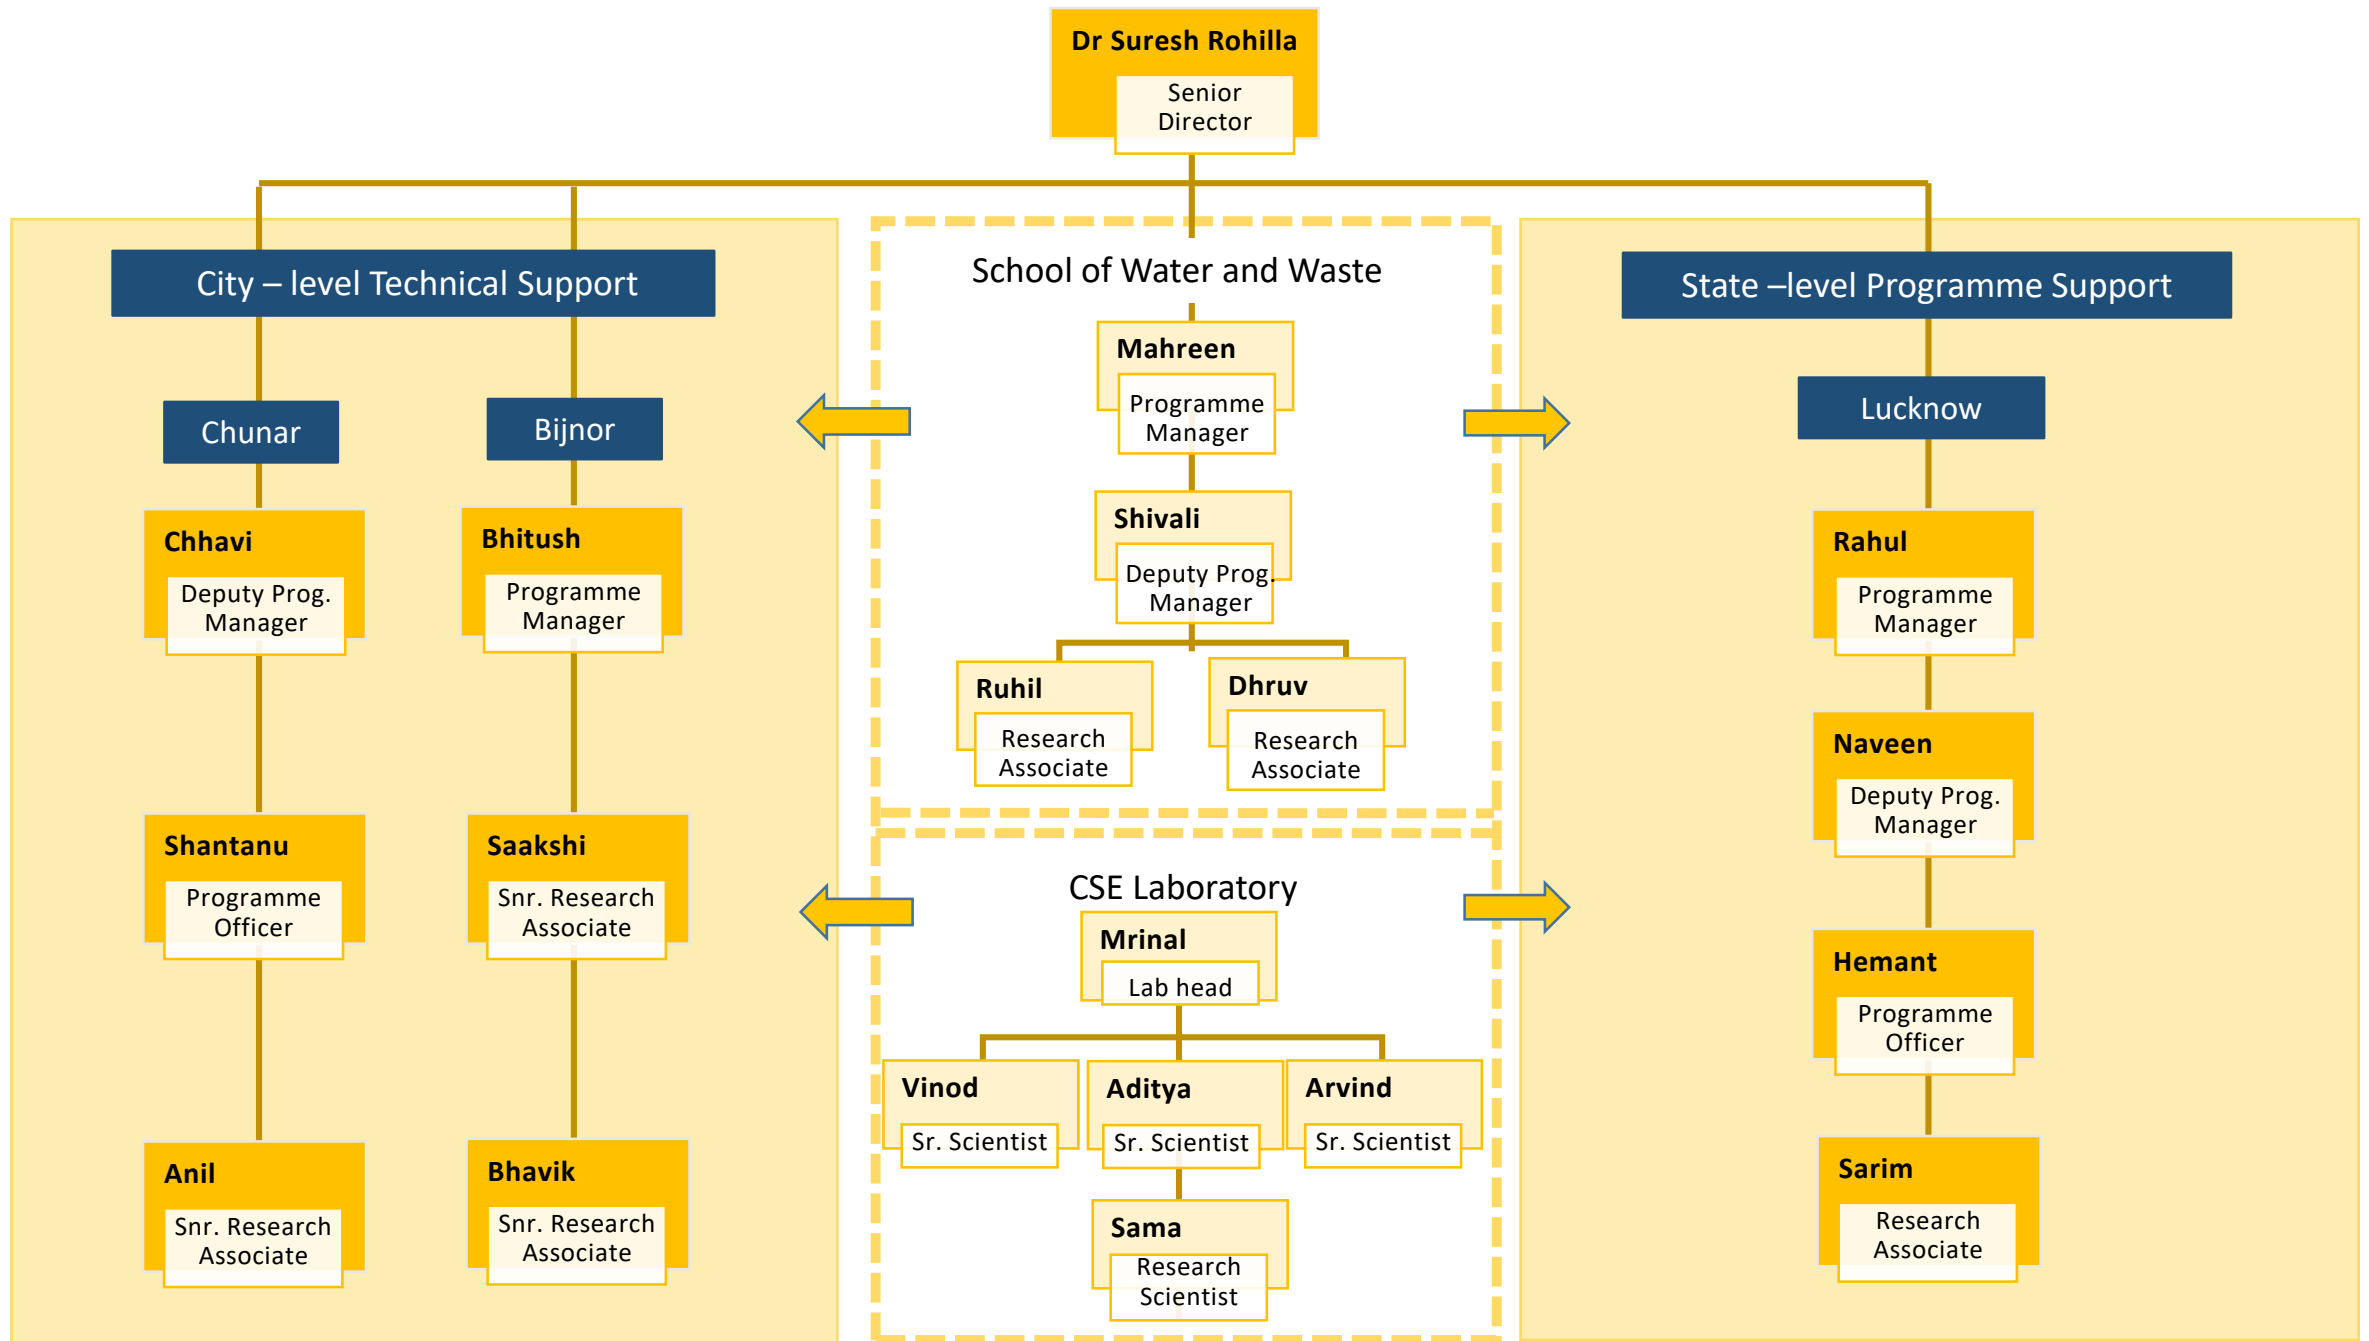 Dr Suresh Rohilla
Senior
Director
City – level Technical Support
Chunar
Chhavi
Deputy Prog.
Manager
Shantanu
Programme
Officer
Anil
Snr. Research
Associate
Bijnor
Bhitush
Programme
Manager
Saakshi
Snr. Research
Associate
Bhavik
Snr. Research
Associate
School of Water and Waste
Mahreen
Programme
Manager
Shivali
Deputy Prog.
Manager
Ruhil
Research
Associate
Dhruv
Research
Associate
CSE Laboratory
Mrinal
Lab head
Vinod
Sr. Scientist
Aditya
Sr. Scientist
Arvind
Sr. Scientist
Sama
Research
Scientist
State –level Programme Support
Lucknow
Rahul
Programme
Manager
Naveen
Deputy Prog.
Manager
Hemant
Programme
Officer
Sarim
Research
Associate